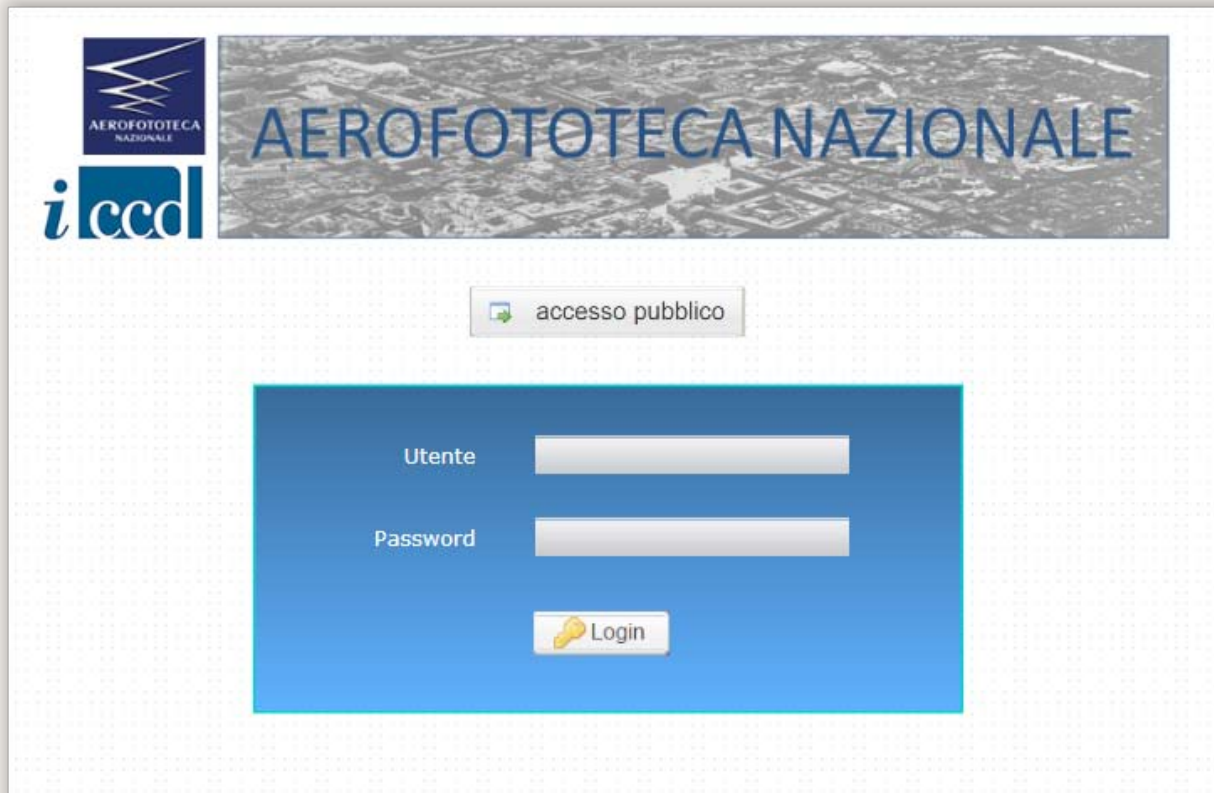 AEROFOTOTECA
NAZIONALE
iccd
AEROFOTOTECA NAZIONALE
accesso pubblico
Utente
Password
Login